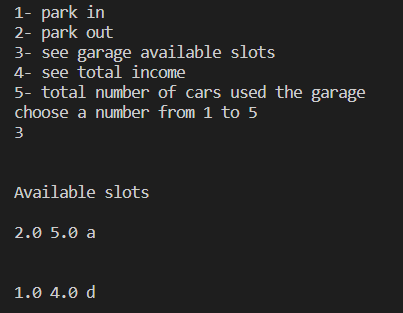 1- park in
2- park out
3- see garage available slots
4- see total income
5- total number of cars used the garage
choose a number from 1 to 5
3
Available slots
2.0 5.0 a
1.0 4.0 d